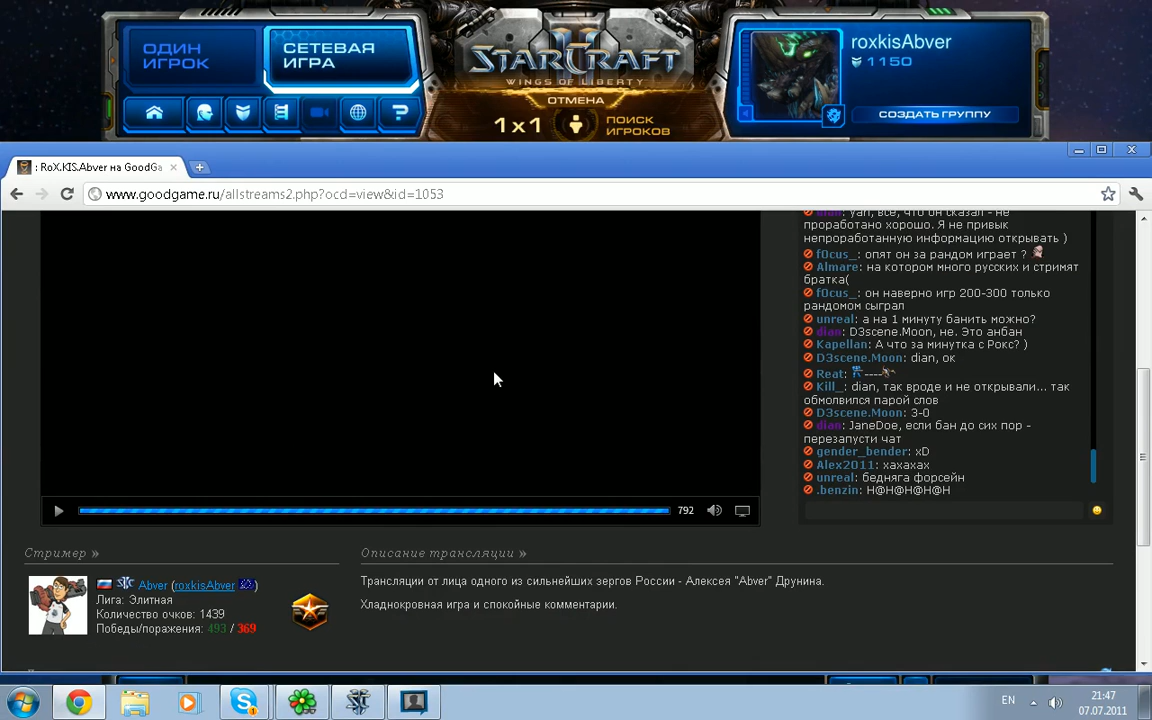 ОДИН
ИГРОК
СЕТЕВАЯ
ИГРА
STARCRAFT
II
WINGS OF LIBERTY
ОТМЕНА
1x1
ПОИСК
ИГРОКОВ
roxkisAbver
1150
СОЗДАТЬ ГРУППУ
: RoX.KIS.Abver на GoodGa
www.goodgame.ru/allstreams2.php?ocd=view&id=1053
dian: yan, все, что он сказал - не
проработано хорошо. Я не привык
непроработанную информацию открывать )
f0cus_: опят он за рандом играет ?
Almare: на котором много русских и стримят
братка(
f0cus_: он наверно игр 200-300 только
рандомом сыграл
unreal: а на 1 минуту банить можно?
dian: D3scene.Moon, не. Это анбан
Kapellan: А что за минутка с Рокс? )
D3scene.Moon: dian, ок
Reat: ----
Kill_: dian, так вроде и не открывали... так
обмолвился парой слов
D3scene.Moon: 3-0
dian: JaneDoe, если бан до сих пор -
перезапусти чат
gender_bender: xD
Alex2011: хахахах
unreal: бедняга форсейн
.benzin: H@H@H@H@H
792
Стример »
Abver (roxkisAbver)
Лига: Элитная
Количество очков: 1439
Победы/поражения: 493 / 369
Описание трансляции »
Трансляции от лица одного из сильнейших зергов России - Алексея "Abver" Друнина.
Хладнокровная игра и спокойные комментарии.
EN
21:47
07.07.2011